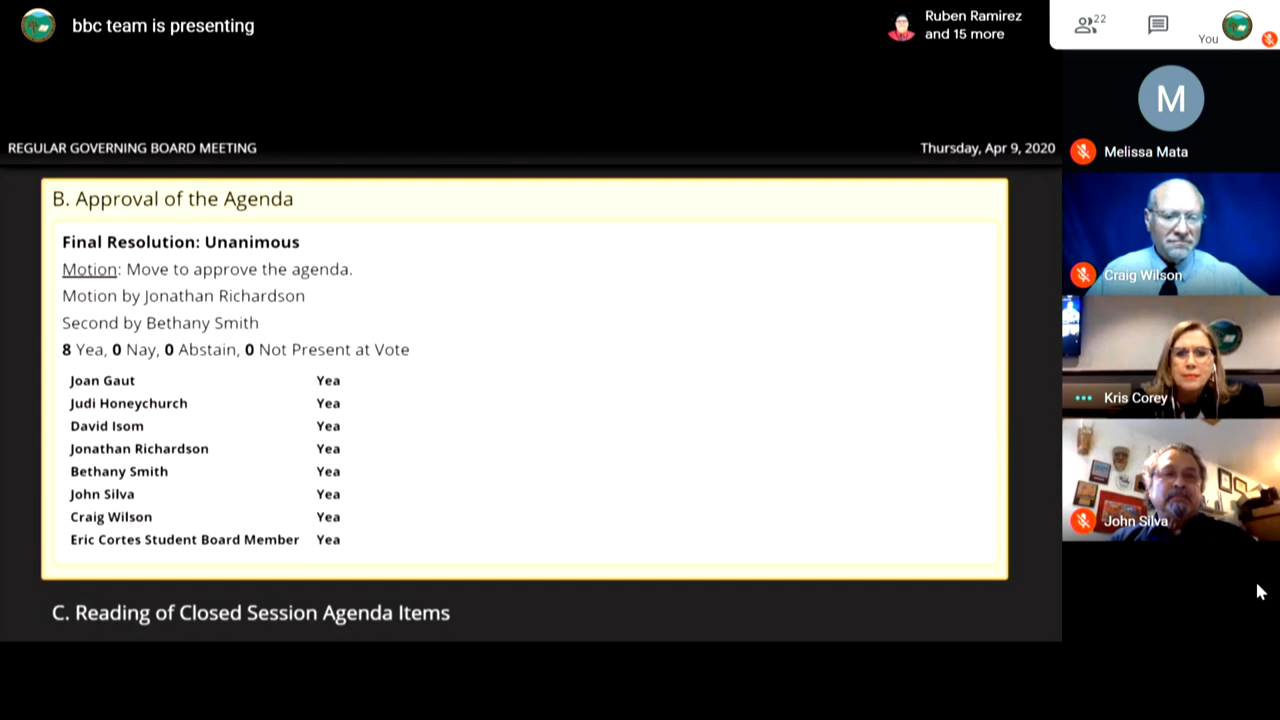 bbc team is presenting
Ruben Ramirez
and 15 more
22
You
M
Melissa Mata
REGULAR GOVERNING BOARD MEETING
Thursday, Apr 9, 2020
B. Approval of the Agenda
Final Resolution: Unanimous
Motion: Move to approve the agenda.
Motion by Jonathan Richardson
Second by Bethany Smith
8 Yea, 0 Nay, 0 Abstain, 0 Not Present at Vote
Joan Gaut Yea
Judi Honeychurch Yea
David Isom Yea
Jonathan Richardson Yea
Bethany Smith Yea
John Silva Yea
Craig Wilson Yea
Eric Cortes Student Board Member Yea
C. Reading of Closed Session Agenda Items
Craig Wilson
Kris Corey
John Silva